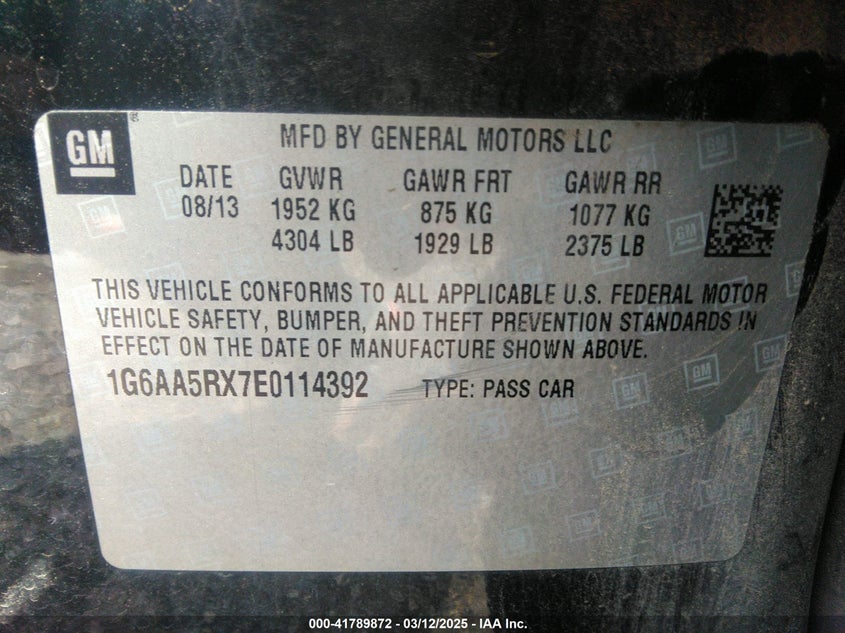 GM ®
MFD BY GENERAL MOTORS LLC
DATE GVWR GAWR FRT GAWR RR
08/13 1952 KG 875 KG 1077 KG
4304 LB 1929 LB 2375 LB
THIS VEHICLE CONFORMS TO ALL APPLICABLE U.S. FEDERAL MOTOR
VEHICLE SAFETY, BUMPER, AND THEFT PREVENTION STANDARDS IN
EFFECT ON THE DATE OF MANUFACTURE SHOWN ABOVE.
1G6AA5RX7E0114392 TYPE: PASS CAR
000-41789872 - 03/12/2025 - IAA Inc.